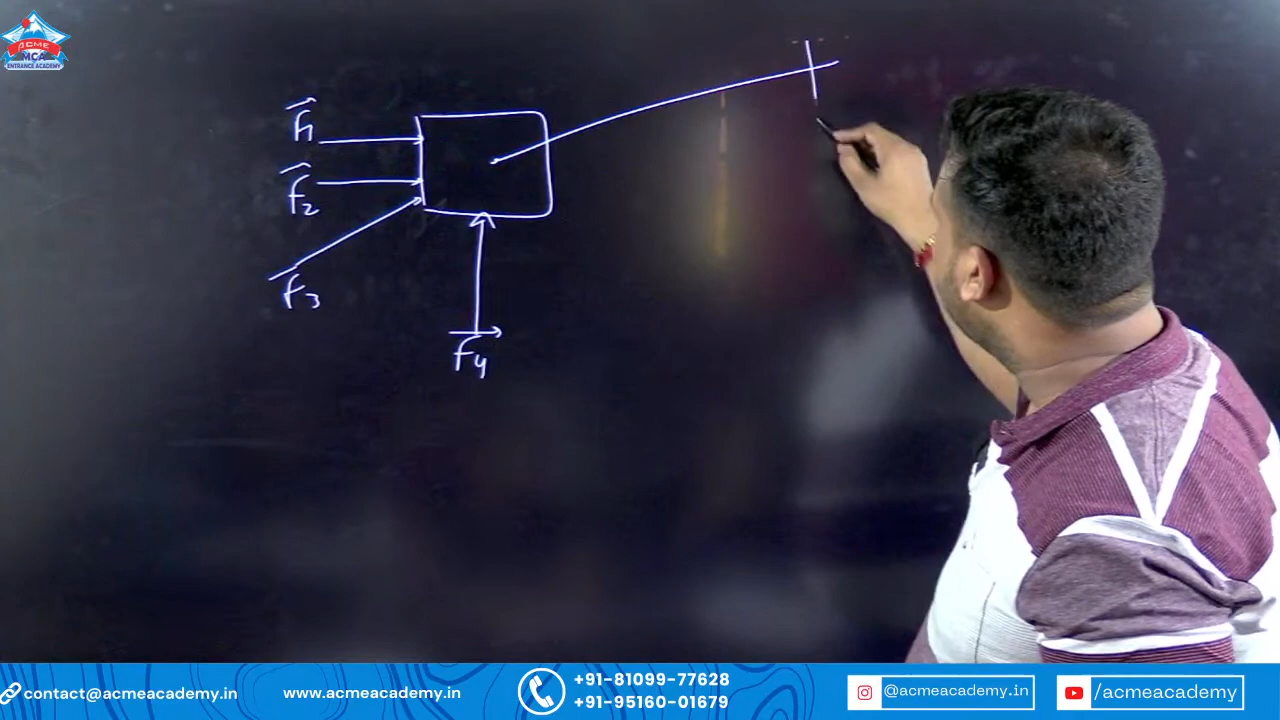 ACME
MCA
ENTRANCE ACADEMY
F1
F2
F3
F4
contact@acmeacademy.in
www.acmeacademy.in
+91-81099-77628
+91-95160-01679
@acmeacademy.in
/acmeacademy